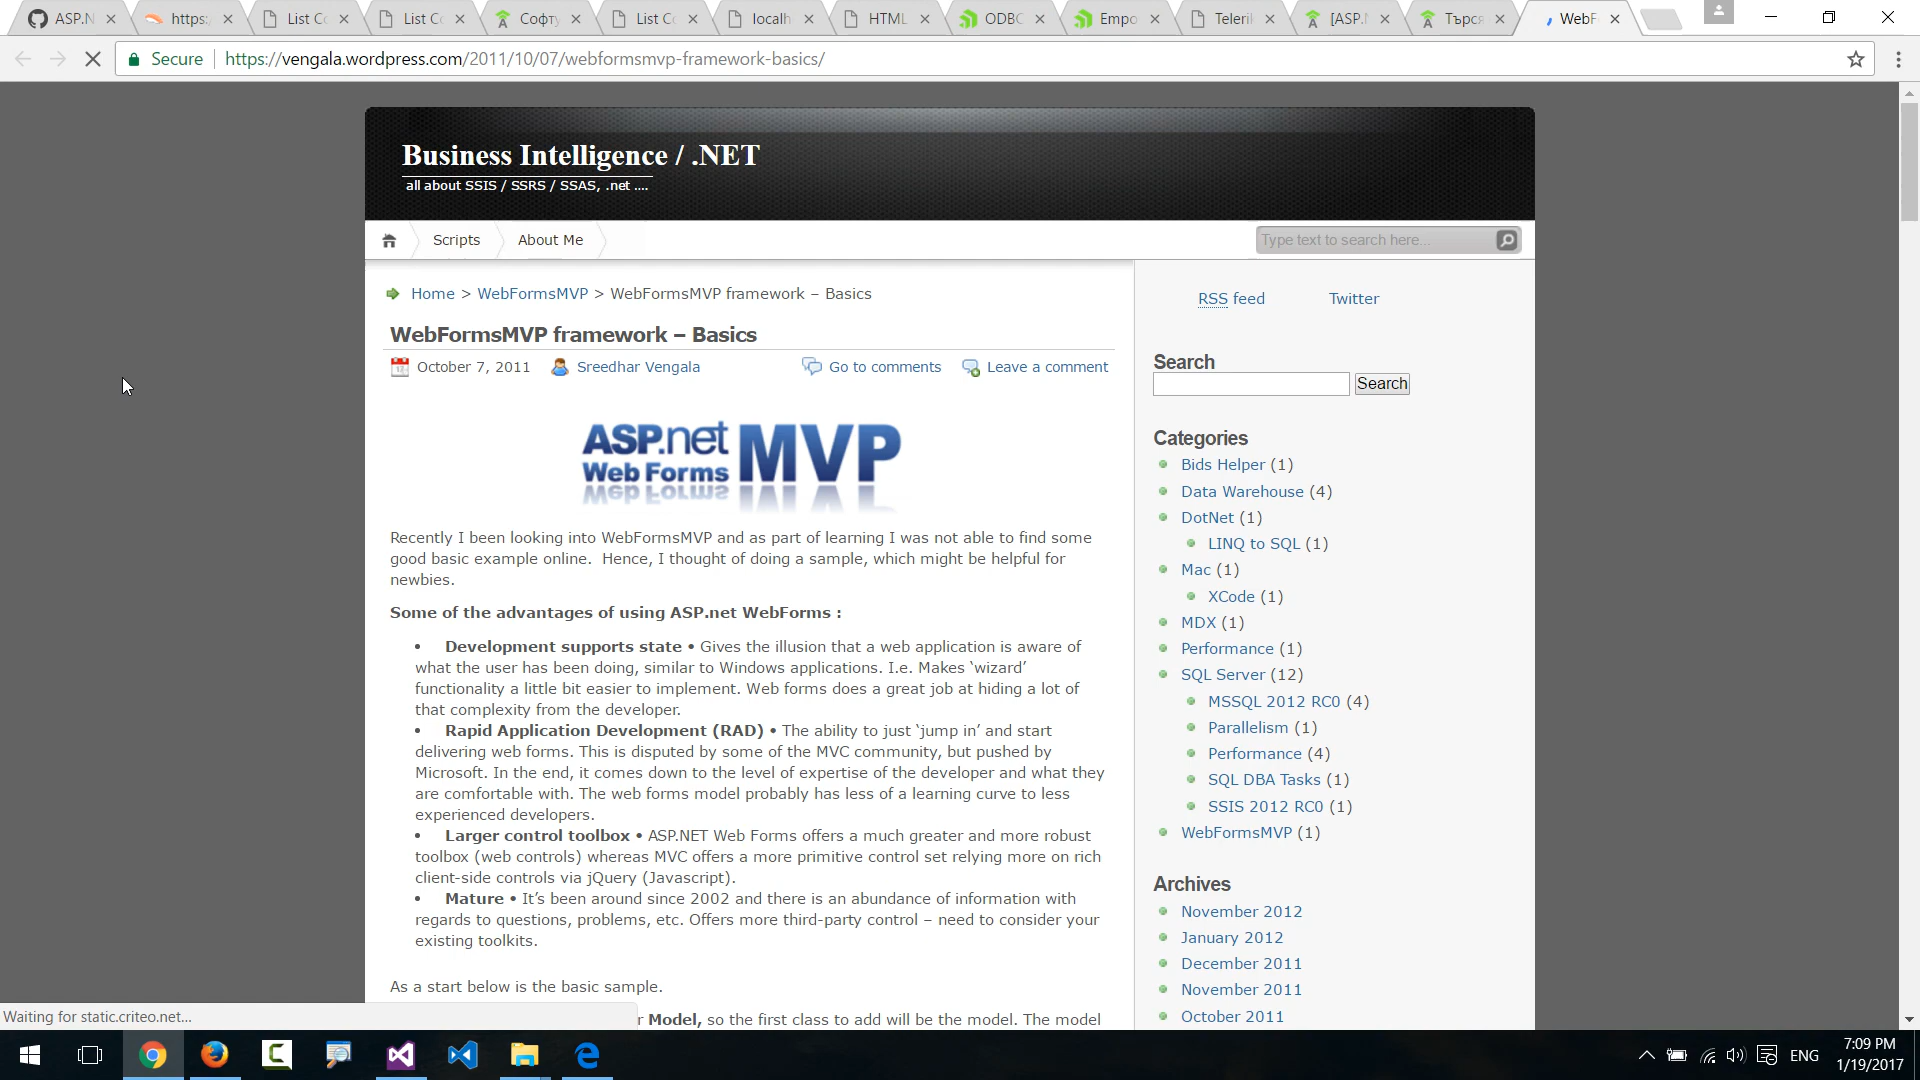 ASP.N
https:
List Co
List Co
Софту
List Co
localh
HTML
ODBC
Empo
Teleri
[ASP.
Търся
WebF
Secure
https://vengala.wordpress.com/2011/10/07/webformsmvp-framework-basics/
Business Intelligence / .NET
all about SSIS / SSRS / SSAS, .net ....
Scripts
About Me
Type text to search here...
Home > WebFormsMVP > WebFormsMVP framework – Basics
WebFormsMVP framework – Basics
October 7, 2011
Sreedhar Vengala
Go to comments
Leave a comment
ASP.net
Web Forms
MVP
Recently I been looking into WebFormsMVP and as part of learning I was not able to find some
good basic example online.  Hence, I thought of doing a sample, which might be helpful for
newbies.
Some of the advantages of using ASP.net WebForms :
• Development supports state • Gives the illusion that a web application is aware of
what the user has been doing, similar to Windows applications. I.e. Makes ‘wizard’
functionality a little bit easier to implement. Web forms does a great job at hiding a lot of
that complexity from the developer.
• Rapid Application Development (RAD) • The ability to just ‘jump in’ and start
delivering web forms. This is disputed by some of the MVC community, but pushed by
Microsoft. In the end, it comes down to the level of expertise of the developer and what they
are comfortable with. The web forms model probably has less of a learning curve to less
experienced developers.
• Larger control toolbox • ASP.NET Web Forms offers a much greater and more robust
toolbox (web controls) whereas MVC offers a more primitive control set relying more on rich
client-side controls via jQuery (Javascript).
• Mature • It’s been around since 2002 and there is an abundance of information with
regards to questions, problems, etc. Offers more third-party control – need to consider your
existing toolkits.
As a start below is the basic sample.
r Model, so the first class to add will be the model. The model
RSS feed
Twitter
Search
Search
Categories
Bids Helper (1)
Data Warehouse (4)
DotNet (1)
LINQ to SQL (1)
Mac (1)
XCode (1)
MDX (1)
Performance (1)
SQL Server (12)
MSSQL 2012 RC0 (4)
Parallelism (1)
Performance (4)
SQL DBA Tasks (1)
SSIS 2012 RC0 (1)
WebFormsMVP (1)
Archives
November 2012
January 2012
December 2011
November 2011
October 2011
Waiting for static.criteo.net...
ENG
7:09 PM
1/19/2017